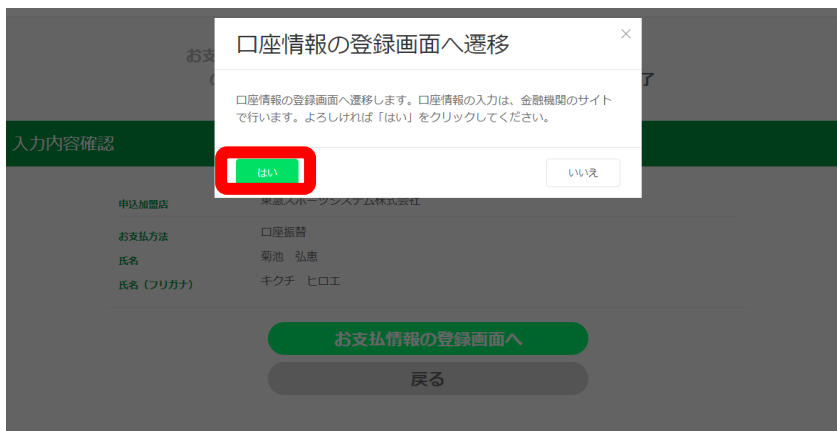 お支
口座情報の登録画面へ遷移
×
了
口座情報の登録画面へ遷移します。口座情報の入力は、金融機関のサイト
で行います。よろしければ「はい」をクリックしてください。
入力内容確認
はい
いいえ
申込加盟店 東急スポーツシステム株式会社
お支払方法 口座振替
氏名 菊池 弘恵
氏名（フリガナ） キクチ ヒロエ
お支払情報の登録画面へ
戻る